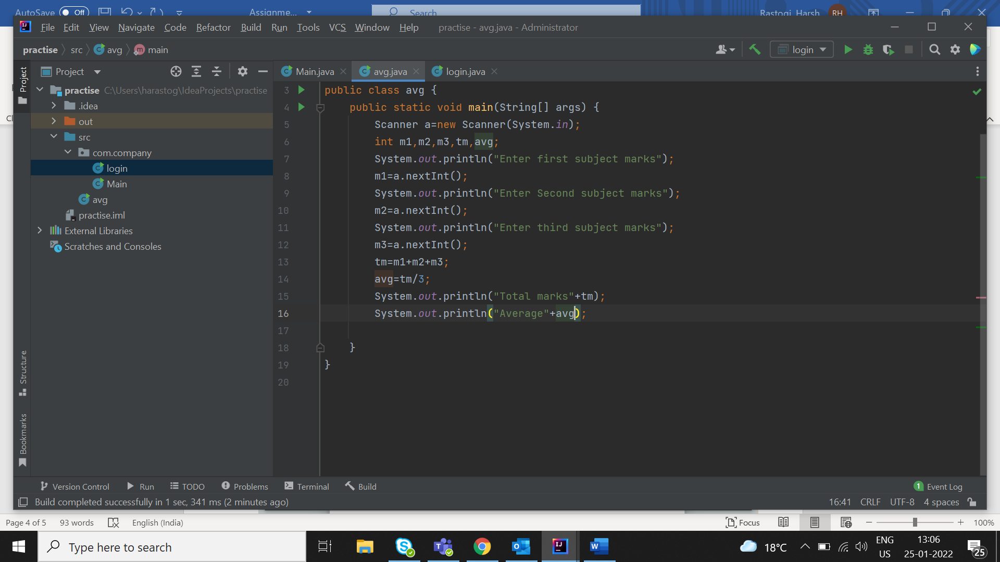 AutoSave Off Assignme... Search Rastogi, Harsh RH
File Edit View Navigate Code Refactor Build Run Tools VCS Window Help practise - avg.java - Administrator
practise src avg main login
Project
Main.java avg.java login.java
Project
practise C:\Users\harastog\IdeaProjects\practise
.idea
out
src
com.company
login
Main
avg
practise.iml
External Libraries
Scratches and Consoles
Structure
Bookmarks
3 public class avg {
4 public static void main(String[] args) {
5 Scanner a=new Scanner(System.in);
6 int m1,m2,m3,tm,avg;
7 System.out.println("Enter first subject marks");
8 m1=a.nextInt();
9 System.out.println("Enter Second subject marks");
10 m2=a.nextInt();
11 System.out.println("Enter third subject marks");
12 m3=a.nextInt();
13 tm=m1+m2+m3;
14 avg=tm/3;
15 System.out.println("Total marks"+tm);
16 System.out.println("Average"+avg);
17
18 }
19 }
20
Version Control Run TODO Problems Terminal Build 1 Event Log
Build completed successfully in 1 sec, 341 ms (2 minutes ago) 16:41 CRLF UTF-8 4 spaces
Page 4 of 5 93 words English (India) Focus 100%
Type here to search 18°C ENG US 13:06 25-01-2022 25